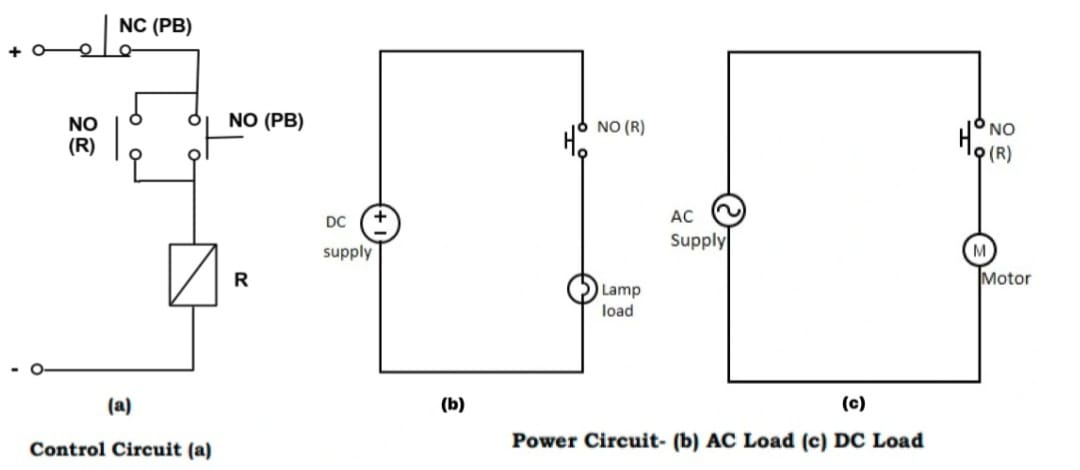 NC (PB)
+
NO
(R)
NO (PB)
R
-
(a)
Control Circuit (a)
DC
supply
+
NO (R)
Lamp
load
(b)
AC
Supply
NO
(R)
M
Motor
(c)
Power Circuit- (b) AC Load (c) DC Load